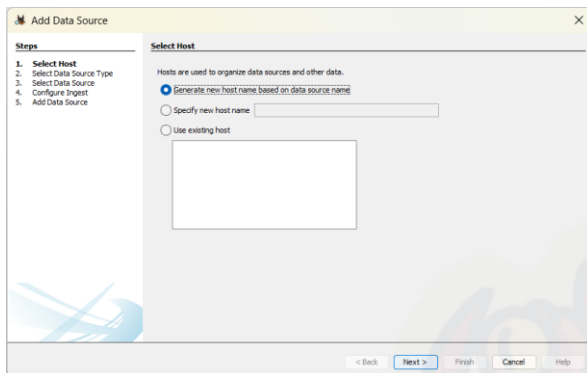 Add Data Source
Steps
1. Select Host
2. Select Data Source Type
3. Select Data Source
4. Configure Ingest
5. Add Data Source
Select Host
Hosts are used to organize data sources and other data.
Generate new host name based on data source name
Specify new host name
Use existing host
< Back Next > Finish Cancel Help